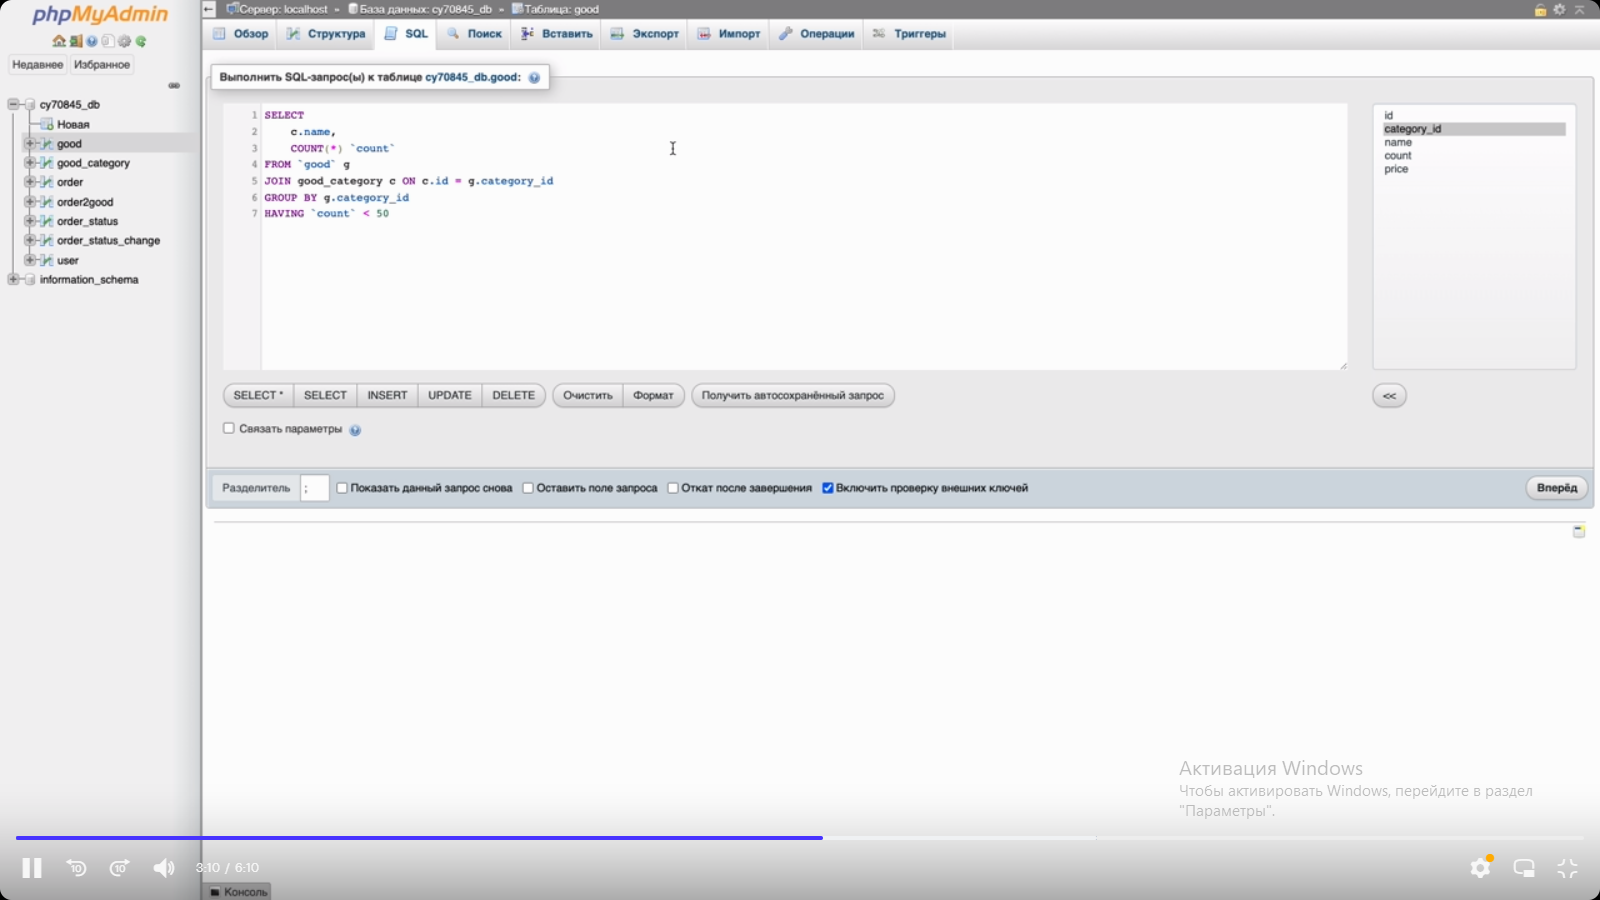 phpMyAdmin
Недавнее Избранное
cy70845_db
Новая
good
good_category
order
order2good
order_status
order_status_change
user
information_schema
Сервер: localhost » База данных: cy70845_db » Таблица: good
Обзор Структура SQL Поиск Вставить Экспорт Импорт Операции Триггеры
Выполнить SQL-запрос(ы) к таблице cy70845_db.good:
1 SELECT
2 c.name,
3 COUNT(*) `count`
4 FROM `good` g
5 JOIN good_category c ON c.id = g.category_id
6 GROUP BY g.category_id
7 HAVING `count` < 50
id
category_id
name
count
price
SELECT * SELECT INSERT UPDATE DELETE Очистить Формат Получить автосохранённый запрос <<
Связать параметры
Разделитель ; Показать данный запрос снова Оставить поле запроса Откат после завершения Включить проверку внешних ключей Вперёд
Активация Windows
Чтобы активировать Windows, перейдите в раздел
"Параметры".
10 10 3:10 / 6:10
Консоль